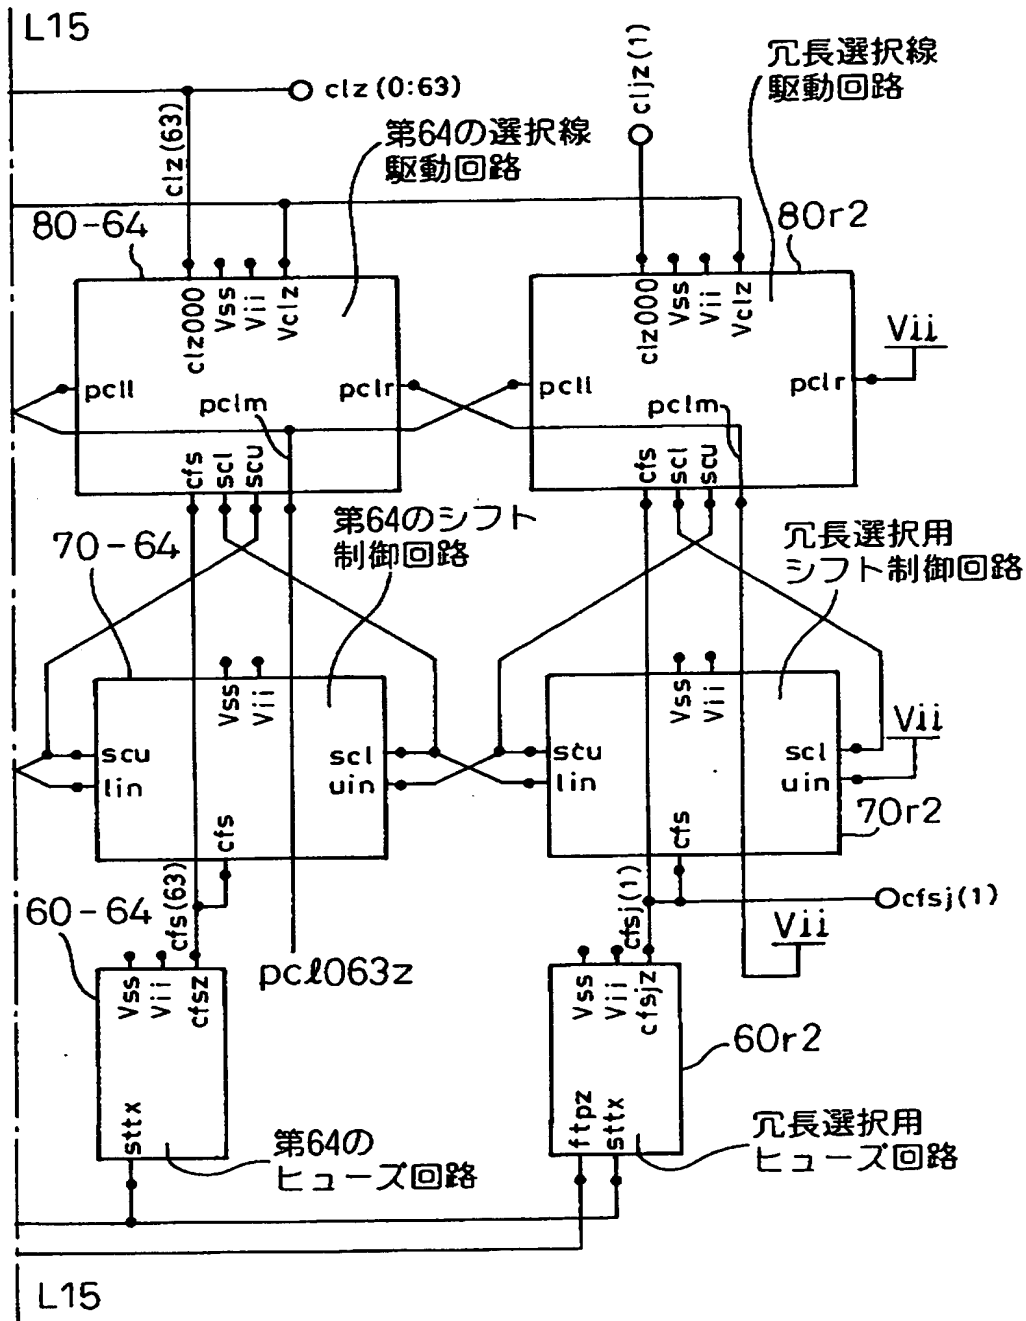 L15
clz(0:63)
cljz(1)
冗長選択線
駆動回路
clz(63)
第64の選択線
駆動回路
80-64
80r2
clz000
Vss
Vii
Vclz
clz000
Vss
Vii
Vclz
Vii
pcll
pclr
pclm
pcll
pclr
pclm
cfs
scl
scu
cfs
scl
scu
70-64
第64のシフト
制御回路
冗長選択用
シフト制御回路
Vss
Vii
Vss
Vii
scu
lin
scl
uin
scu
lin
scl
uin
Vii
cfs
cfs
70r2
60-64
cfs(63)
cfsj(1)
cfsj(1)
Vii
pcl063z
Vss
Vii
cfsz
Vss
Vii
cfsjz
60r2
sttx
ftpz
sttx
第64の
ヒューズ回路
冗長選択用
ヒューズ回路
L15